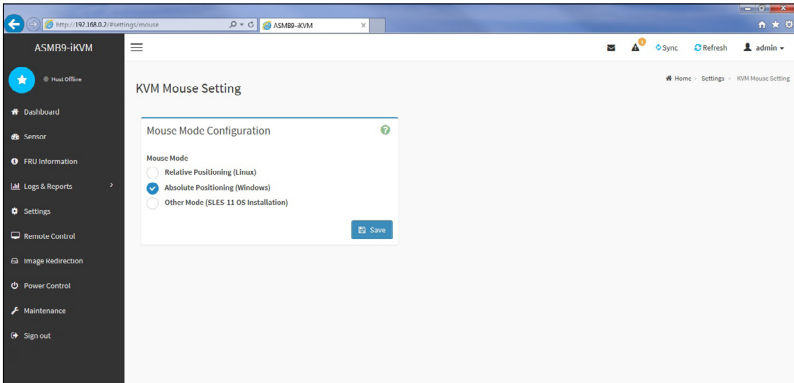 http://192.168.0.2/#settings/mouse
ASMB9-iKVM
ASMB9-iKVM
Sync
Refresh
admin
Host Offline
Home > Settings > KVM Mouse Setting
KVM Mouse Setting
Dashboard
Sensor
FRU Information
Logs & Reports
Settings
Remote Control
Image Redirection
Power Control
Maintenance
Sign out
Mouse Mode Configuration
Mouse Mode
Relative Positioning (Linux)
Absolute Positioning (Windows)
Other Mode (SLES-11 OS Installation)
Save